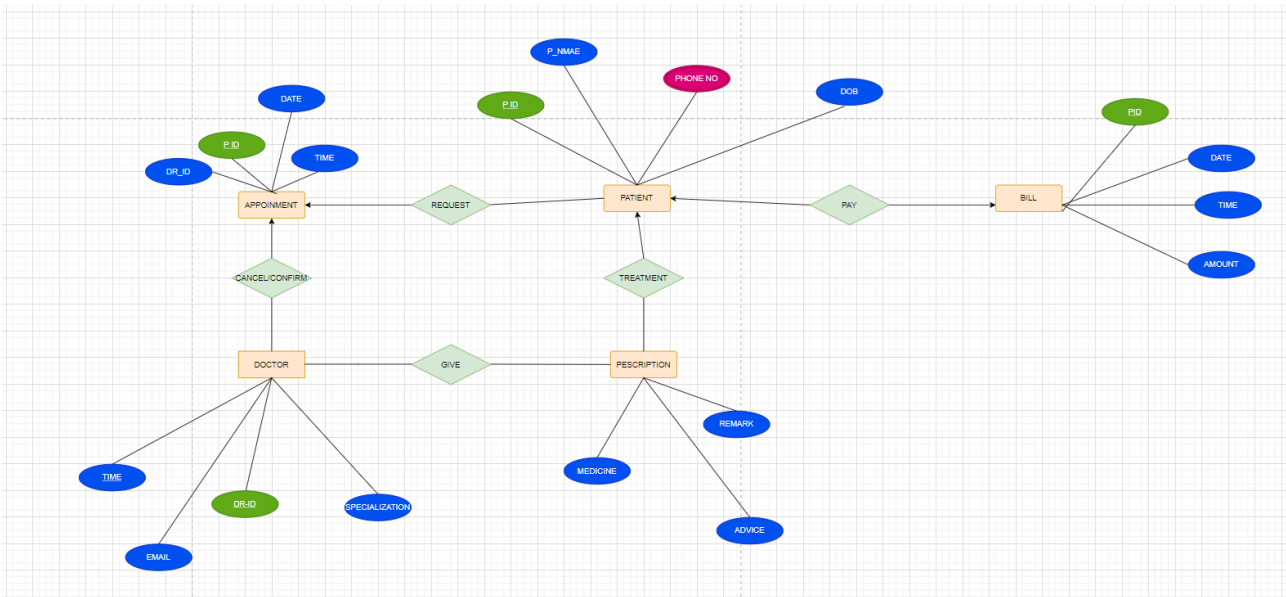 P_NMAE
PHONE NO
DOB
DATE
P ID
PID
P ID
DR_ID
TIME
DATE
APPOINMENT
REQUEST
PATIENT
PAY
BILL
TIME
AMOUNT
CANCEL/CONFIRM
TREATMENT
DOCTOR
GIVE
PESCRIPTION
REMARK
MEDICINE
TIME
DR-ID
SPECIALIZATION
ADVICE
EMAIL